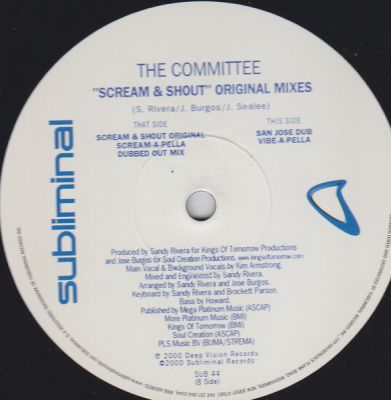 THE COMMITTEE
"SCREAM & SHOUT" ORIGINAL MIXES
(S. Rivera/J. Burgos/J. Sealee)
THAT SIDE
SCREAM & SHOUT ORIGINAL
SCREAM-A-PELLA
DUBBED OUT MIX
THIS SIDE
SAN JOSE DUB
VIBE-A-PELLA
subliminal
Produced by Sandy Rivera for Kings Of Tomorrow Productions
and Jose Burgos for Soul Creation Productions. www.kingsoftomorrow.com
Main Vocal & Background Vocals by Kim Armstrong.
Mixed and Engineered by Sandy Rivera.
Arranged by Sandy Rivera and Jose Burgos.
Keyboard by Sandy Rivera and Brockett Parson.
Bass by Howard.
Published by Mega Platinum Music (ASCAP)
More Platinum Music (BMI)
Kings Of Tomorrow (BMI)
Soul Creation (ASCAP)
PLS Music BV (BUMA/STREMA)
℗2000 Deep Vision Records
©2000 Subliminal Records
SUB 44
(B Side)